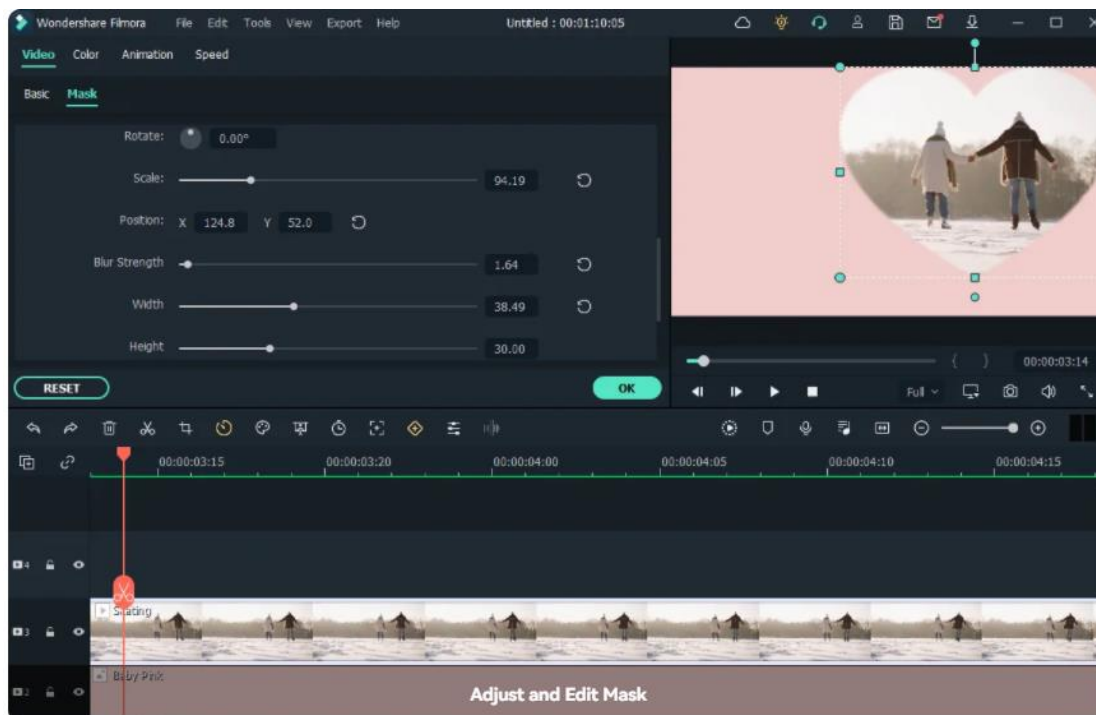 Wondershare Filmora File Edit Tools View Export Help Untitled : 00:01:10:05
Video Color Animation Speed
Basic Mask
Rotate: 0.00°
Scale: 94.19
Position: X 124.8 Y 52.0
Blur Strength 1.64
Width 38.49
Height 30.00
RESET OK
{ } 00:00:03:14
Full
00:00:03:15 00:00:03:20 00:00:04:00 00:00:04:05 00:00:04:10 00:00:04:15
4
Skating
3
Baby Pink
2
Adjust and Edit Mask